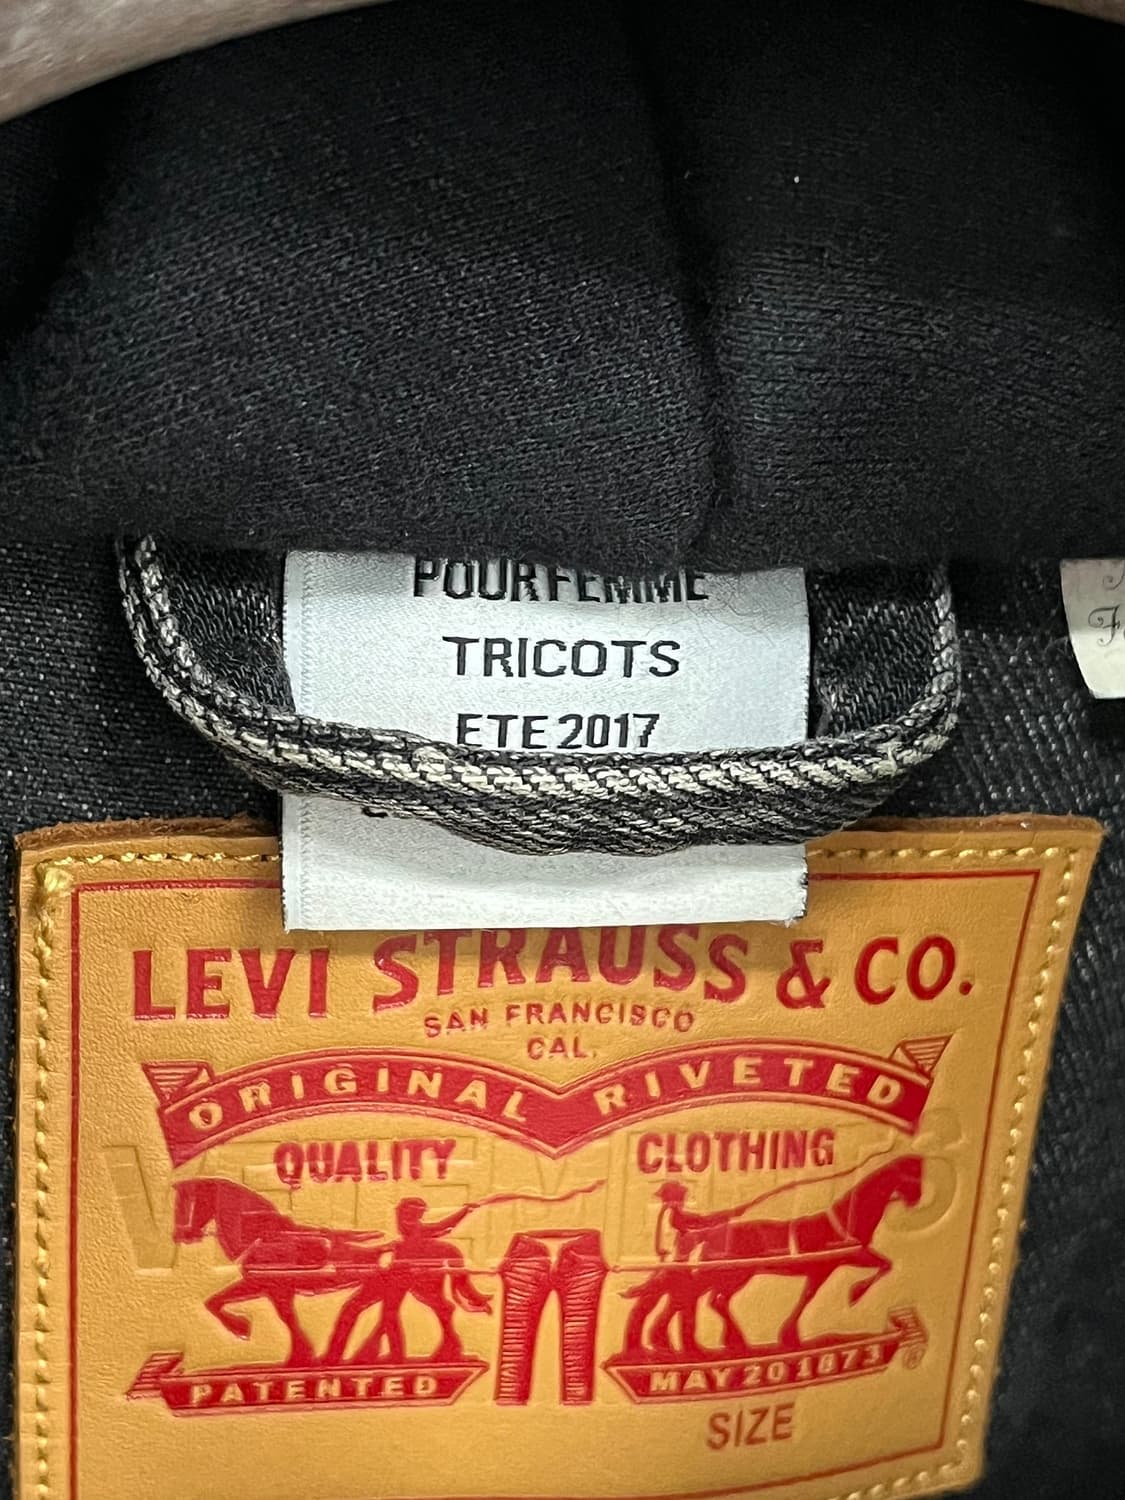 POUR FEMME
TRICOTS
ETE 2017
LEVI STRAUSS & CO.
SAN FRANCISCO
CAL.
ORIGINAL RIVETED
QUALITY CLOTHING
VETEMENTS
PATENTED
MAY 20 1873
®
SIZE